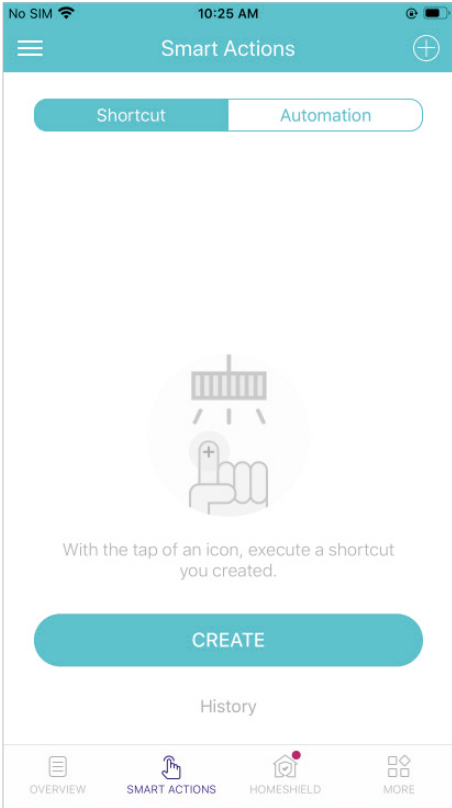 No SIM 10:25 AM
Smart Actions
Shortcut Automation
With the tap of an icon, execute a shortcut
you created.
CREATE
History
OVERVIEW SMART ACTIONS HOMESHIELD MORE